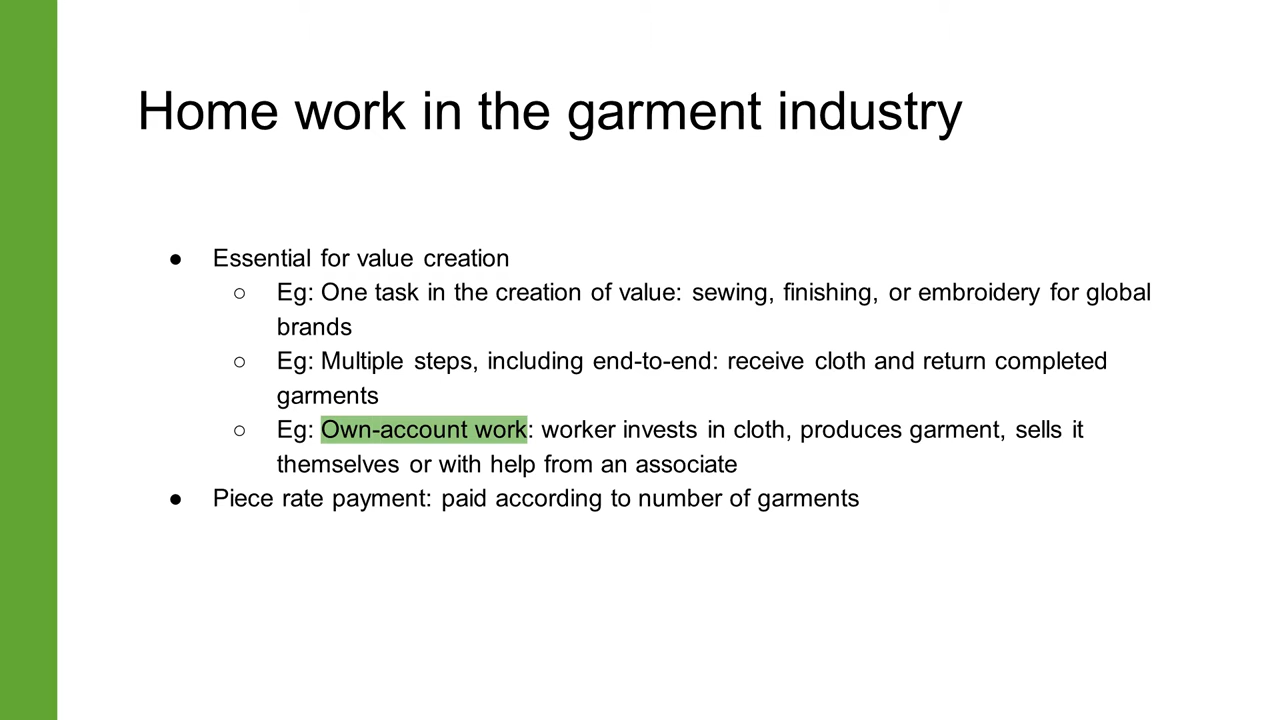 Home work in the garment industry
● Essential for value creation
○ Eg: One task in the creation of value: sewing, finishing, or embroidery for global
brands
○ Eg: Multiple steps, including end-to-end: receive cloth and return completed
garments
○ Eg: Own-account work: worker invests in cloth, produces garment, sells it
themselves or with help from an associate
● Piece rate payment: paid according to number of garments